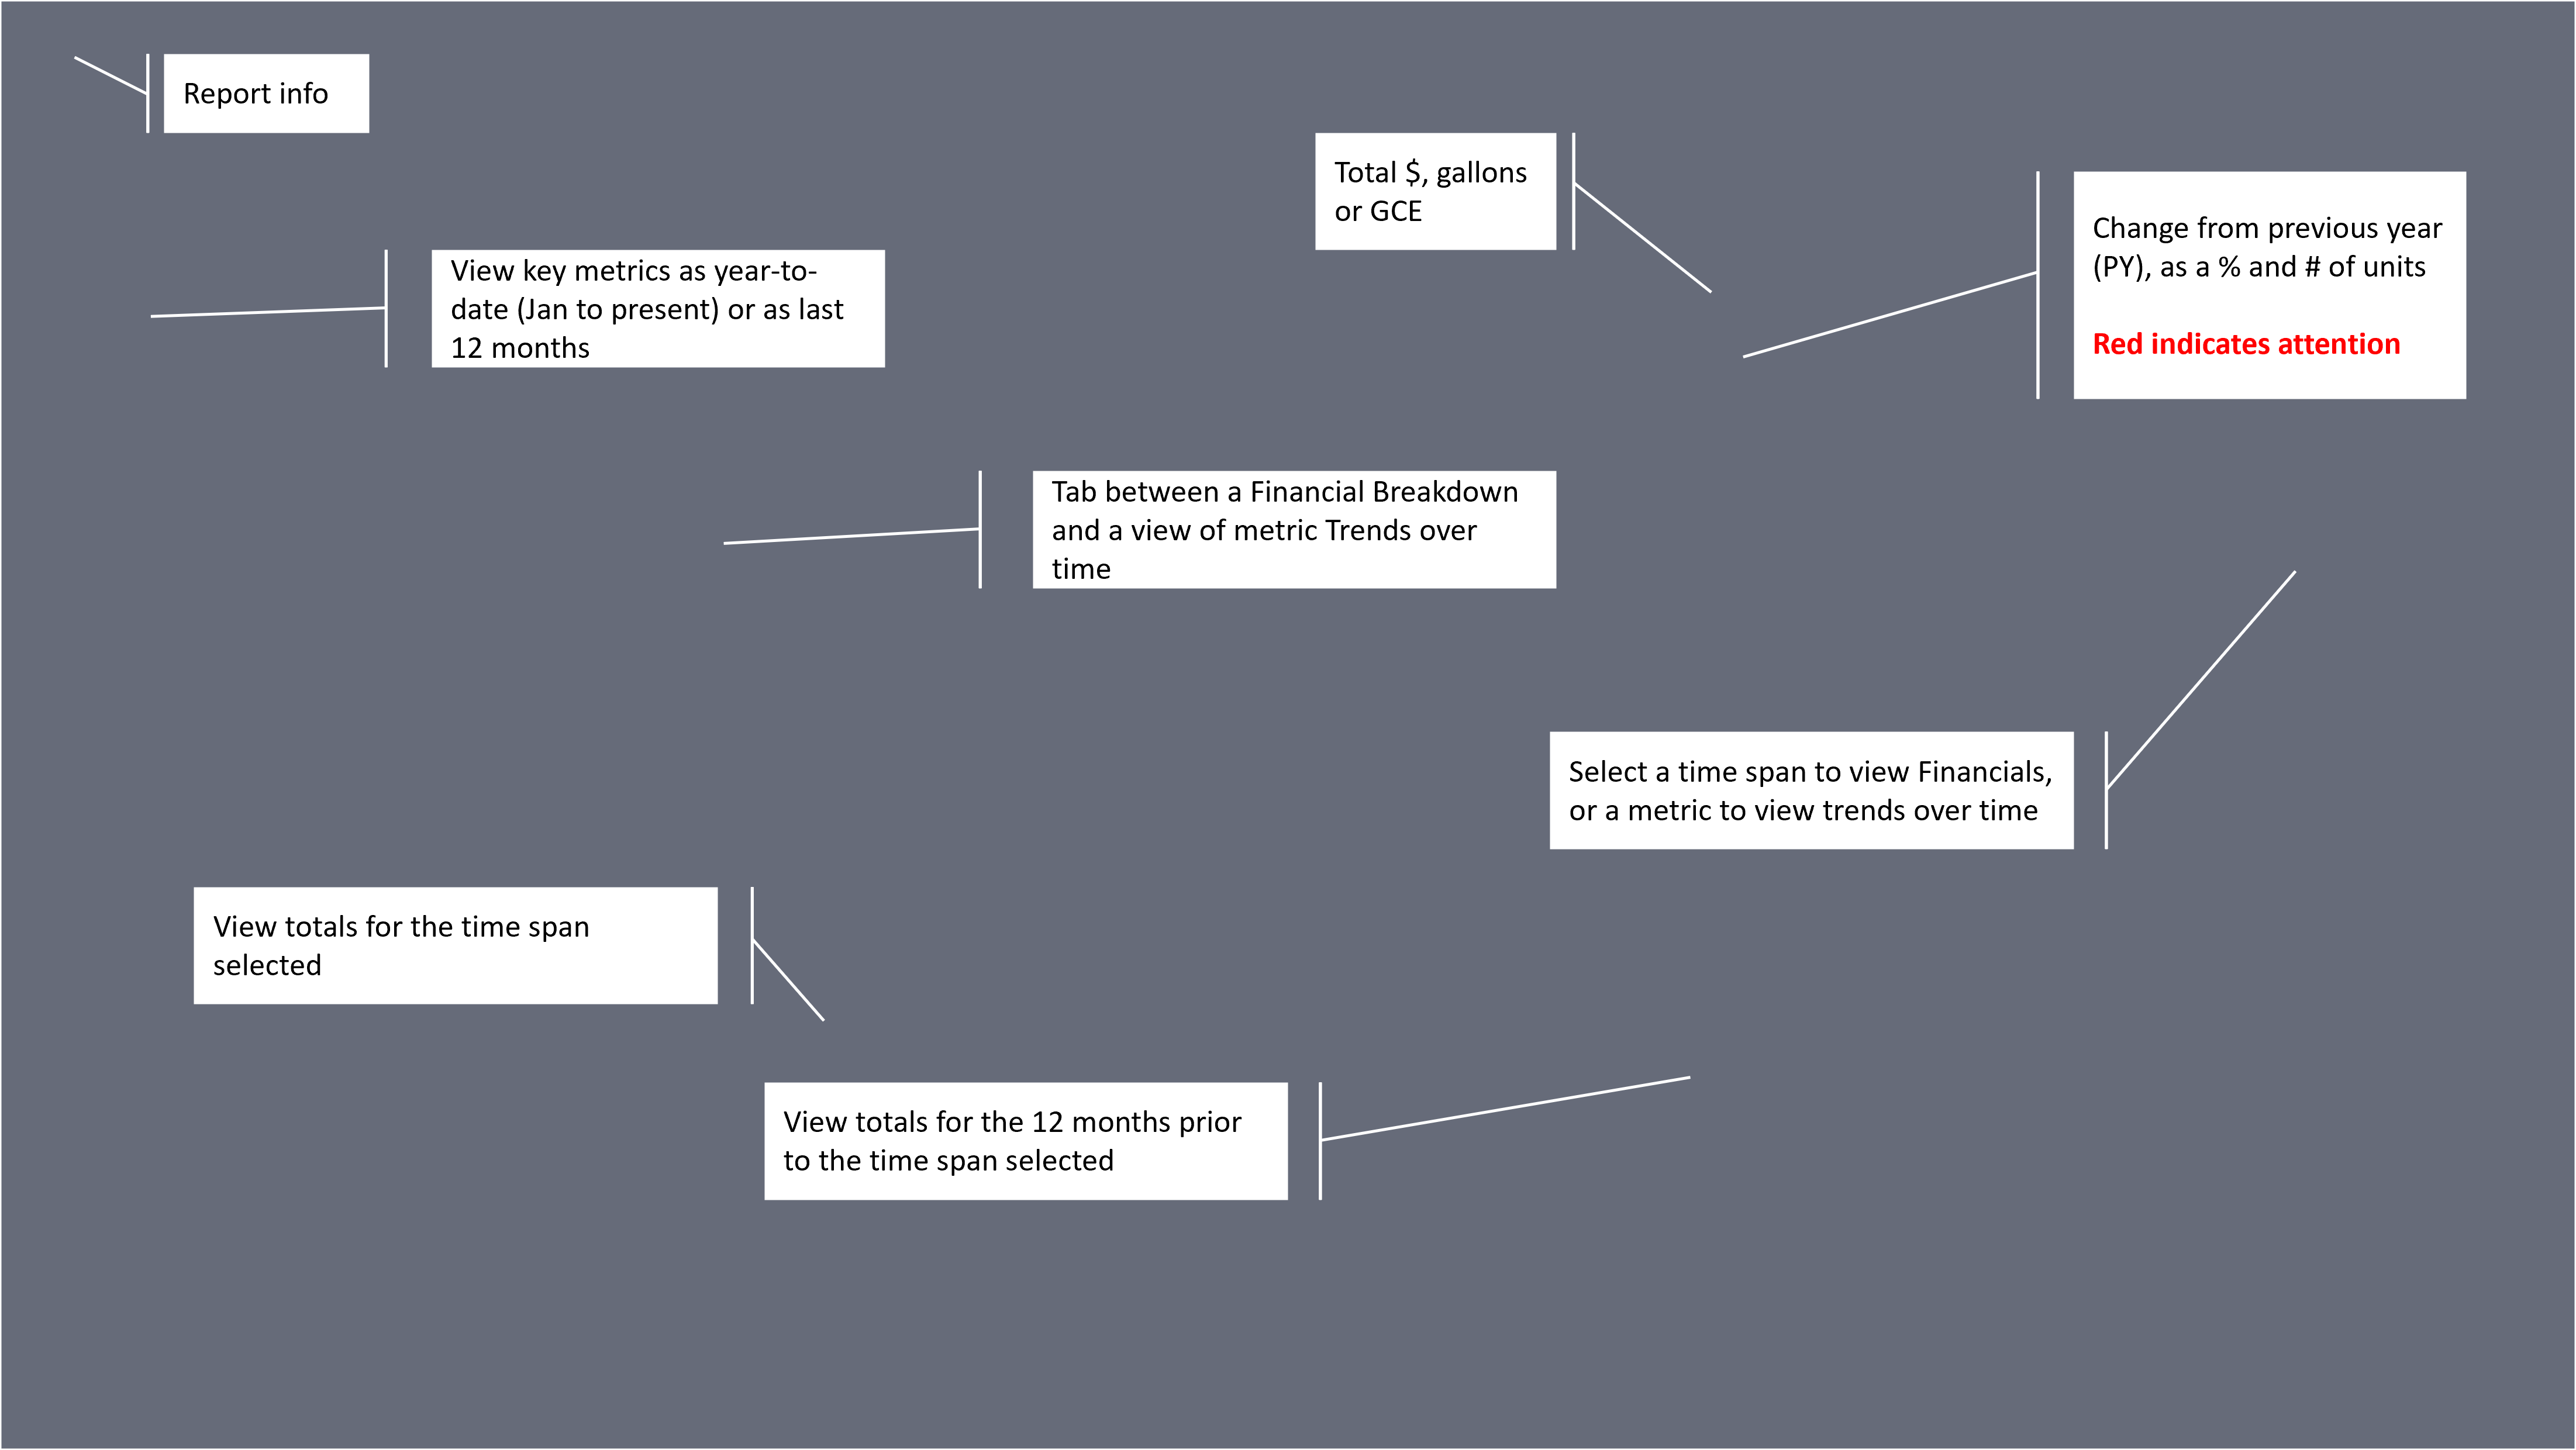 Report info
Total $, gallons
or GCE
Change from previous year
(PY), as a % and # of units
Red indicates attention
View key metrics as year-to-
date (Jan to present) or as last
12 months
Tab between a Financial Breakdown
and a view of metric Trends over
time
Select a time span to view Financials,
or a metric to view trends over time
View totals for the time span
selected
View totals for the 12 months prior
to the time span selected